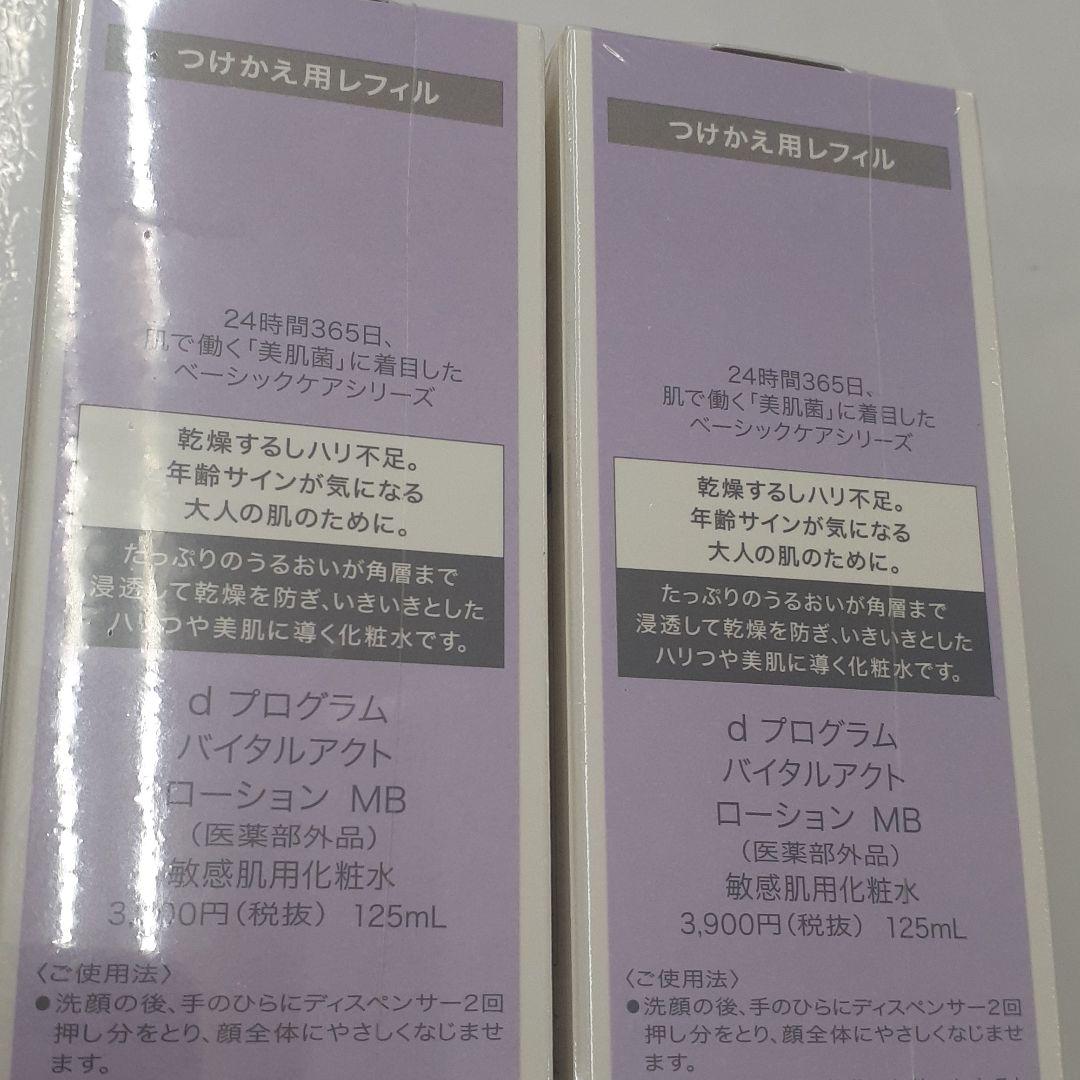 つけかえ用レフィル
24時間365日、
肌で働く「美肌菌」に着目した
ベーシックケアシリーズ
乾燥するしハリ不足。
年齢サインが気になる
大人の肌のために。
たっぷりのうるおいが角層まで
浸透して乾燥を防ぎ、いきいきとした
ハリつや美肌に導く化粧水です。
d プログラム
バイタルアクト
ローション MB
（医薬部外品）
敏感肌用化粧水
00円（税抜） 125mL
〈ご使用法〉
●洗顔の後、手のひらにディスペンサー2回
押し分をとり、顔全体にやさしくなじませ
ます。
つけかえ用レフィル
24時間365日、
肌で働く「美肌菌」に着目した
ベーシックケアシリーズ
乾燥するしハリ不足。
年齢サインが気になる
大人の肌のために。
たっぷりのうるおいが角層まで
浸透して乾燥を防ぎ、いきいきとした
ハリつや美肌に導く化粧水です。
d プログラム
バイタルアクト
ローション MB
（医薬部外品）
敏感肌用化粧水
3,900円（税抜） 125mL
〈ご使用法〉
●洗顔の後、手のひらにディスペンサー2回
押し分をとり、顔全体にやさしくなじませ
ます。